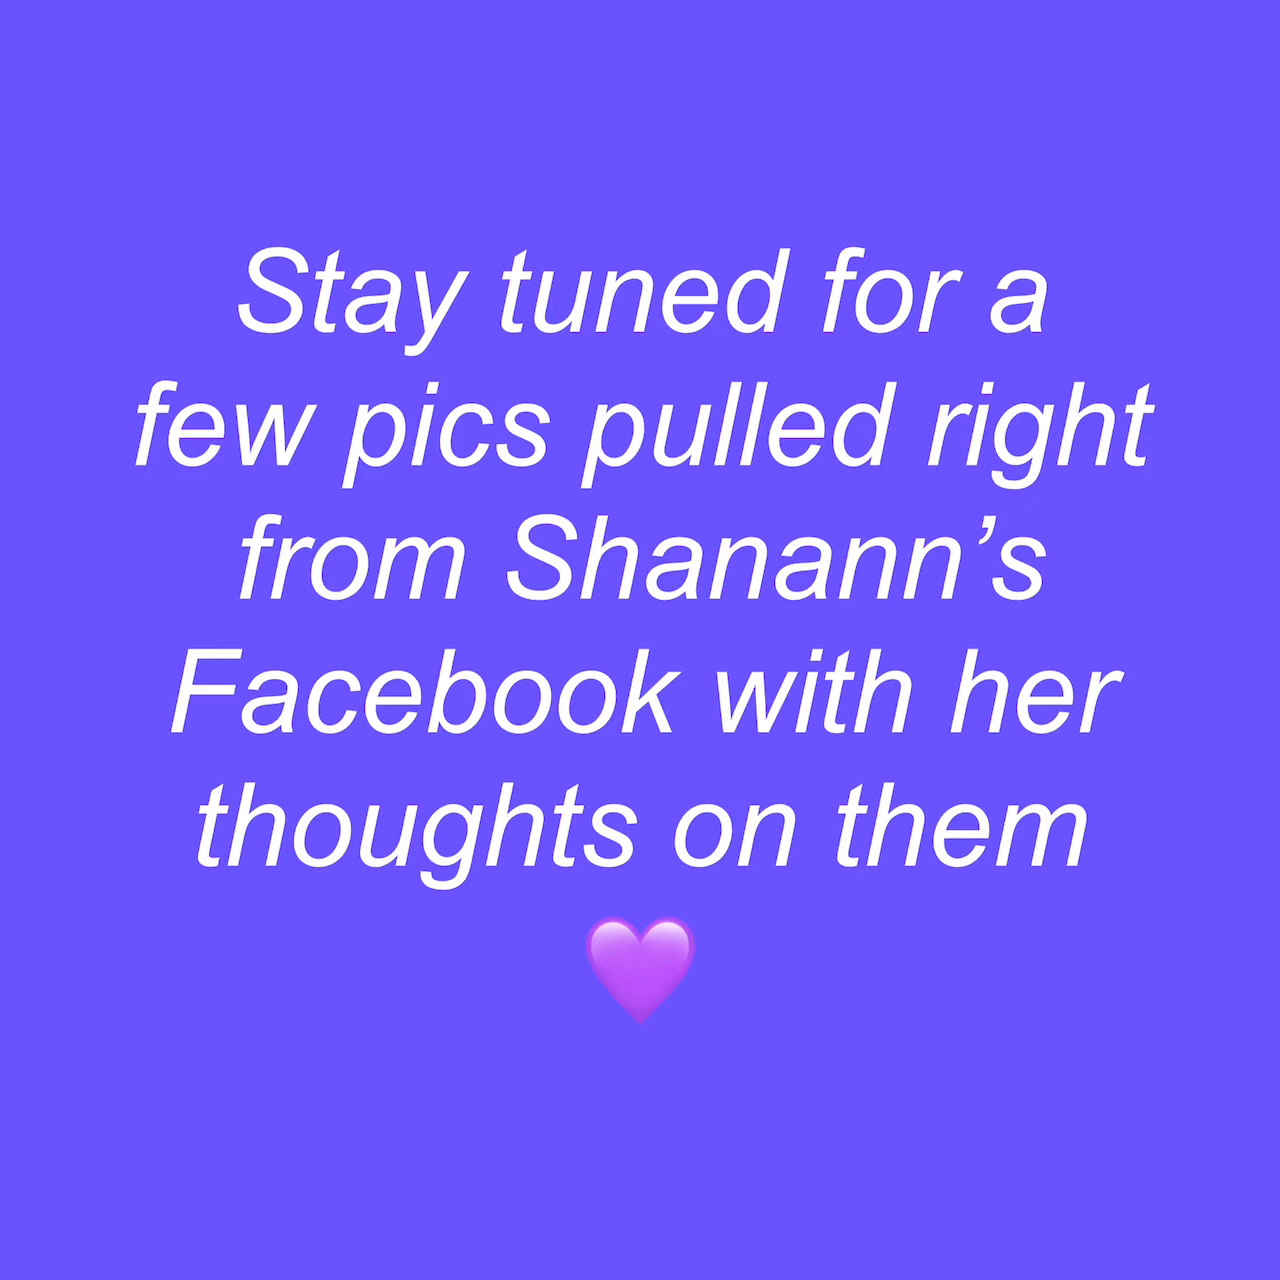 Stay tuned for a
few pics pulled right
from Shanann’s
Facebook with her
thoughts on them
💜